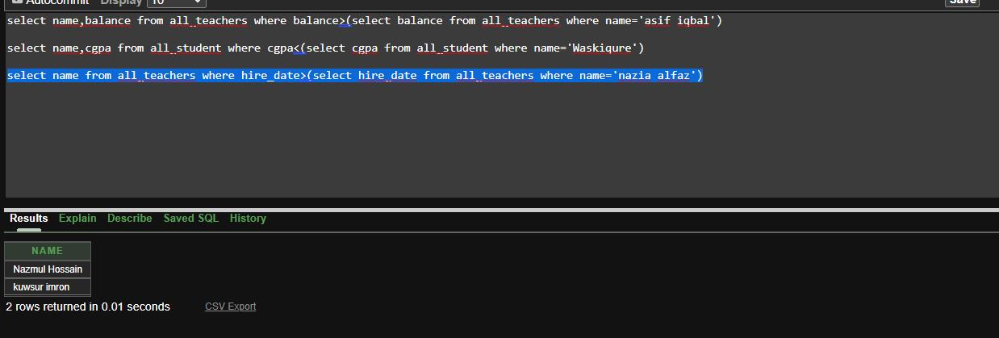 Autocommit Display 10 Save
select name,balance from all_teachers where balance>(select balance from all_teachers where name='asif iqbal')
select name,cgpa from all_student where cgpa<(select cgpa from all_student where name='Waskiqure')
select name from all_teachers where hire_date>(select hire_date from all_teachers where name='nazia alfaz')
Results Explain Describe Saved SQL History
NAME
Nazmul Hossain
kuwsur imron
2 rows returned in 0.01 seconds CSV Export